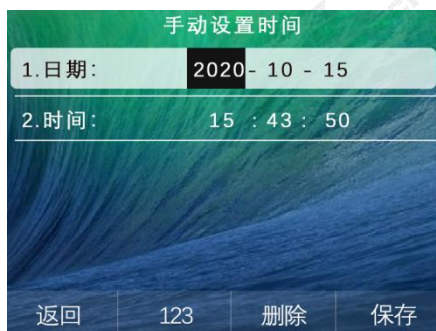 手动设置时间
1.日期： 2020- 10 - 15
2.时间： 15 : 43 : 50
返回 123 删除 保存